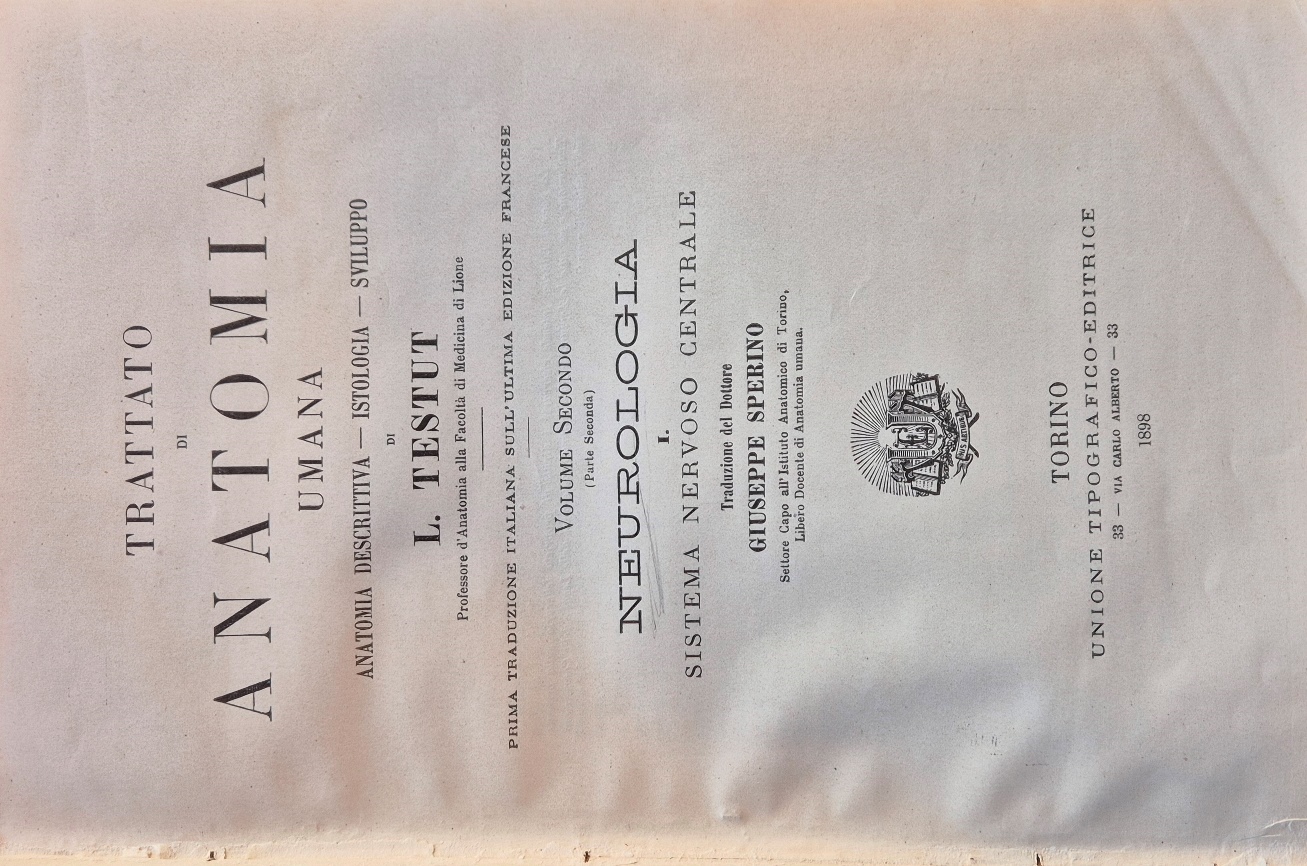 TRATTATO
DI
ANATOMIA
UMANA
ANATOMIA DESCRITTIVA — ISTOLOGIA — SVILUPPO
DI
L. TESTUT
Professore d'Anatomia alla Facoltà di Medicina di Lione
PRIMA TRADUZIONE ITALIANA SULL'ULTIMA EDIZIONE FRANCESE
VOLUME SECONDO
(Parte Seconda)
NEUROLOGIA
I.
SISTEMA NERVOSO CENTRALE
Traduzione del Dottore
GIUSEPPE SPERINO
Settore Capo all'Istituto Anatomico di Torino,
Libero Docente di Anatomia umana.
TORINO
UNIONE TIPOGRAFICO-EDITRICE
33 — VIA CARLO ALBERTO — 33
1898